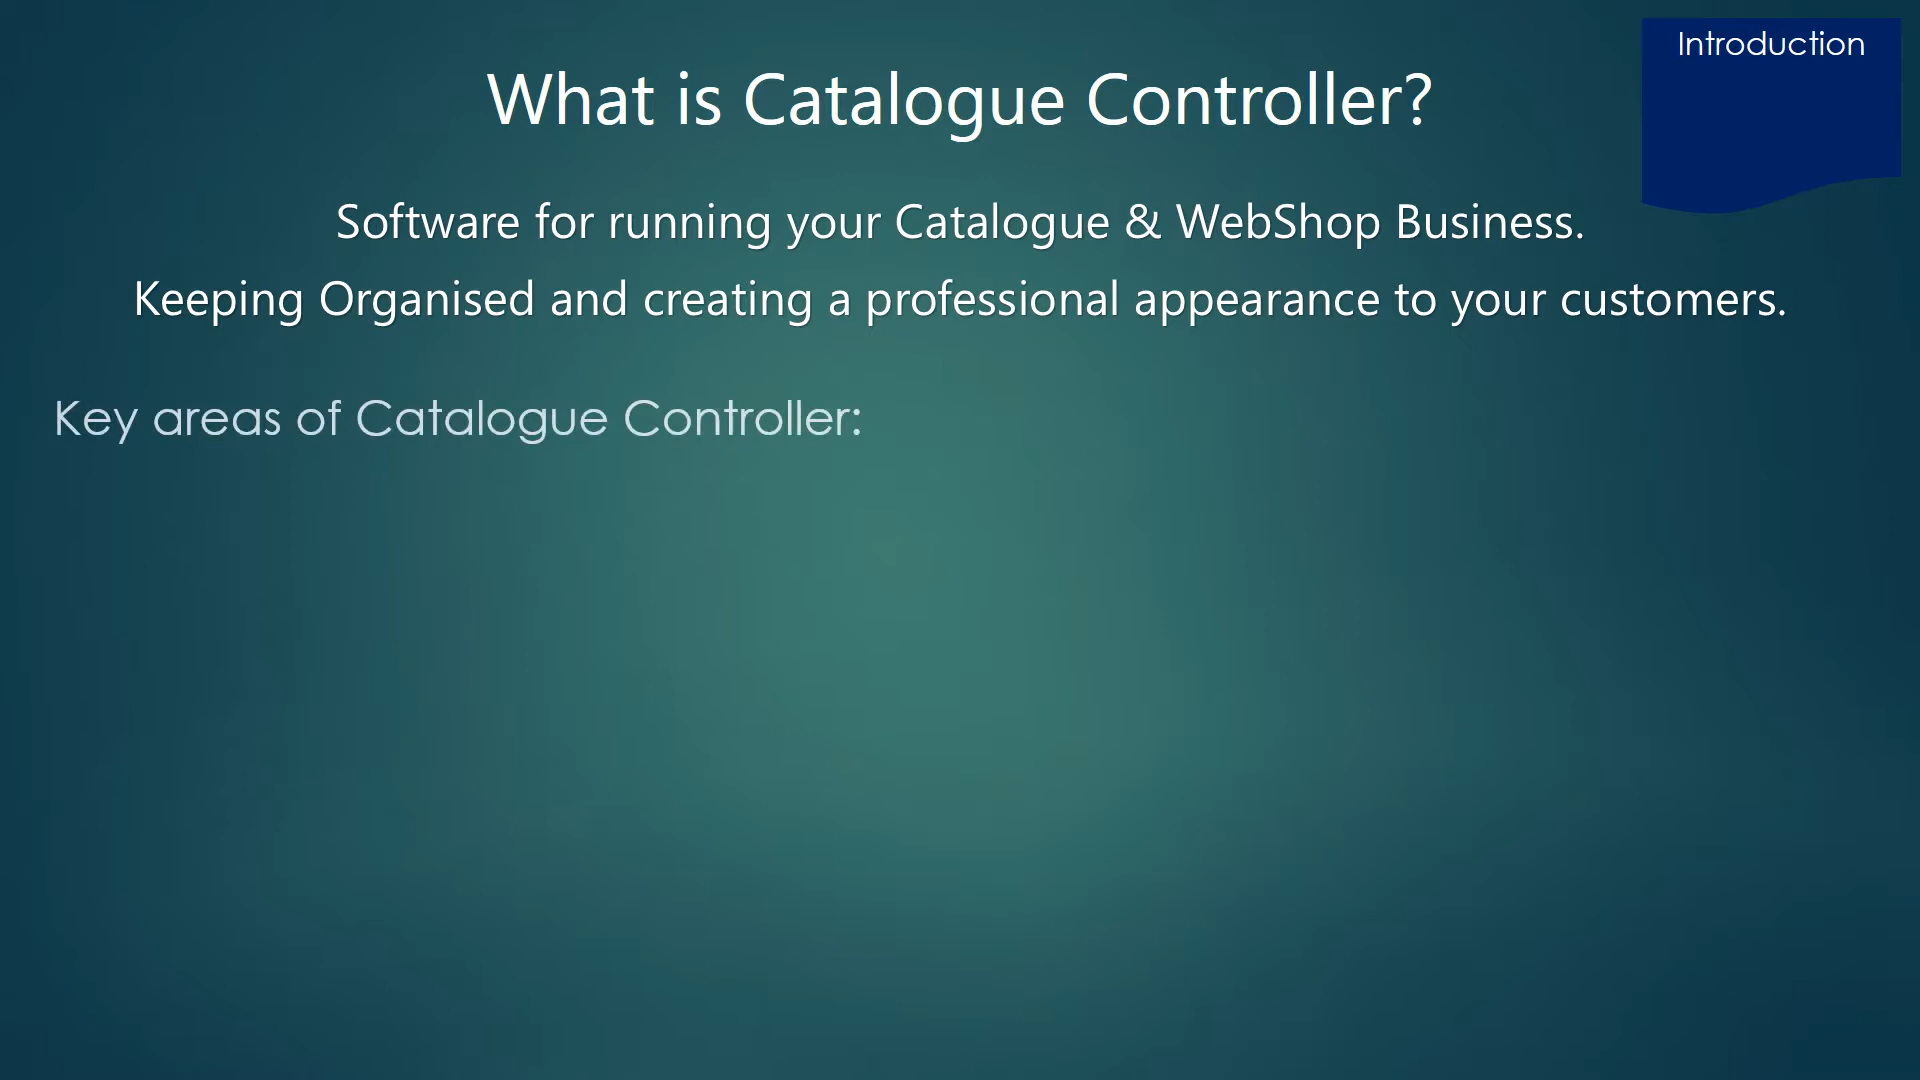 Introduction
What is Catalogue Controller?
Software for running your Catalogue & WebShop Business.
Keeping Organised and creating a professional appearance to your customers.
Key areas of Catalogue Controller: